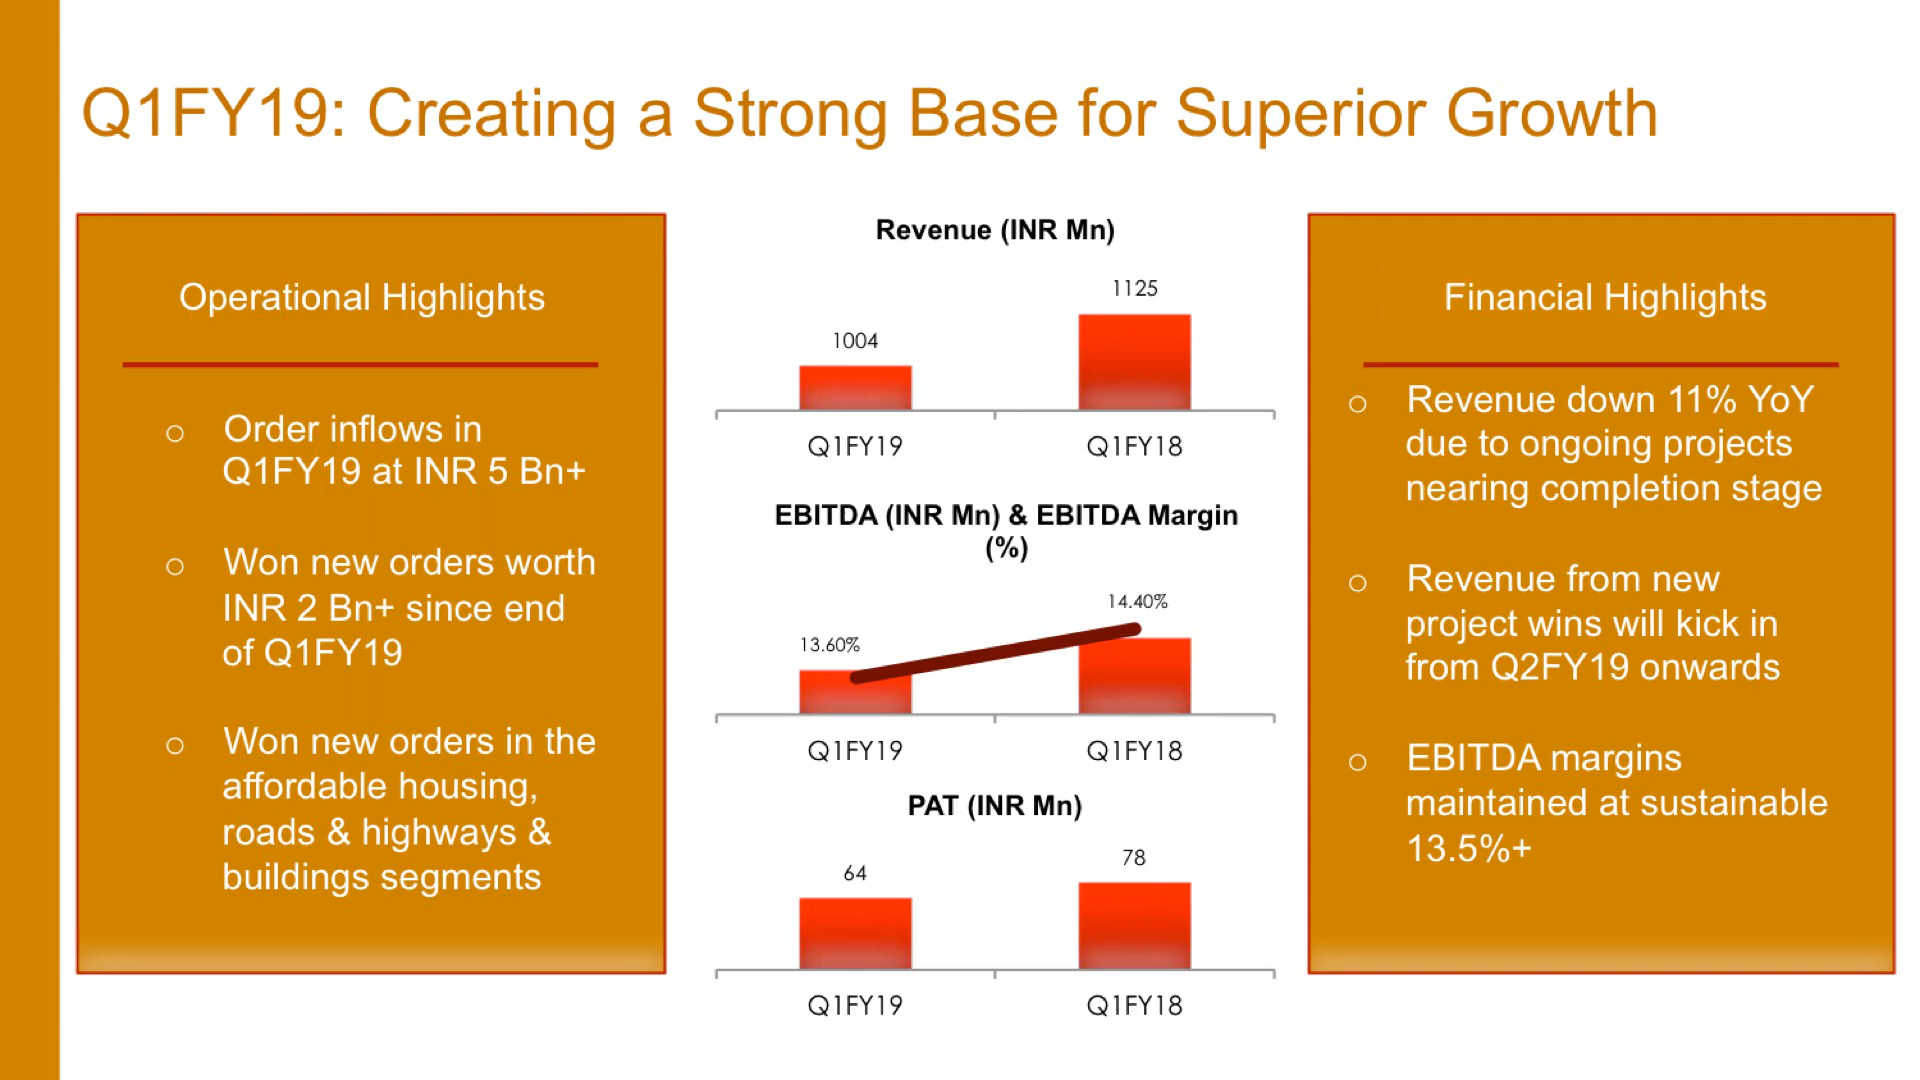 Q1FY19: Creating a Strong Base for Superior Growth
Operational Highlights
o Order inflows in
Q1FY19 at INR 5 Bn+
o Won new orders worth
INR 2 Bn+ since end
of Q1FY19
o Won new orders in the
affordable housing,
roads & highways &
buildings segments
Revenue (INR Mn)
1004
1125
Q1FY19
Q1FY18
EBITDA (INR Mn) & EBITDA Margin
(%)
13.60%
14.40%
Q1FY19
Q1FY18
PAT (INR Mn)
64
78
Q1FY19
Q1FY18
Financial Highlights
o Revenue down 11% YoY
due to ongoing projects
nearing completion stage
o Revenue from new
project wins will kick in
from Q2FY19 onwards
o EBITDA margins
maintained at sustainable
13.5%+